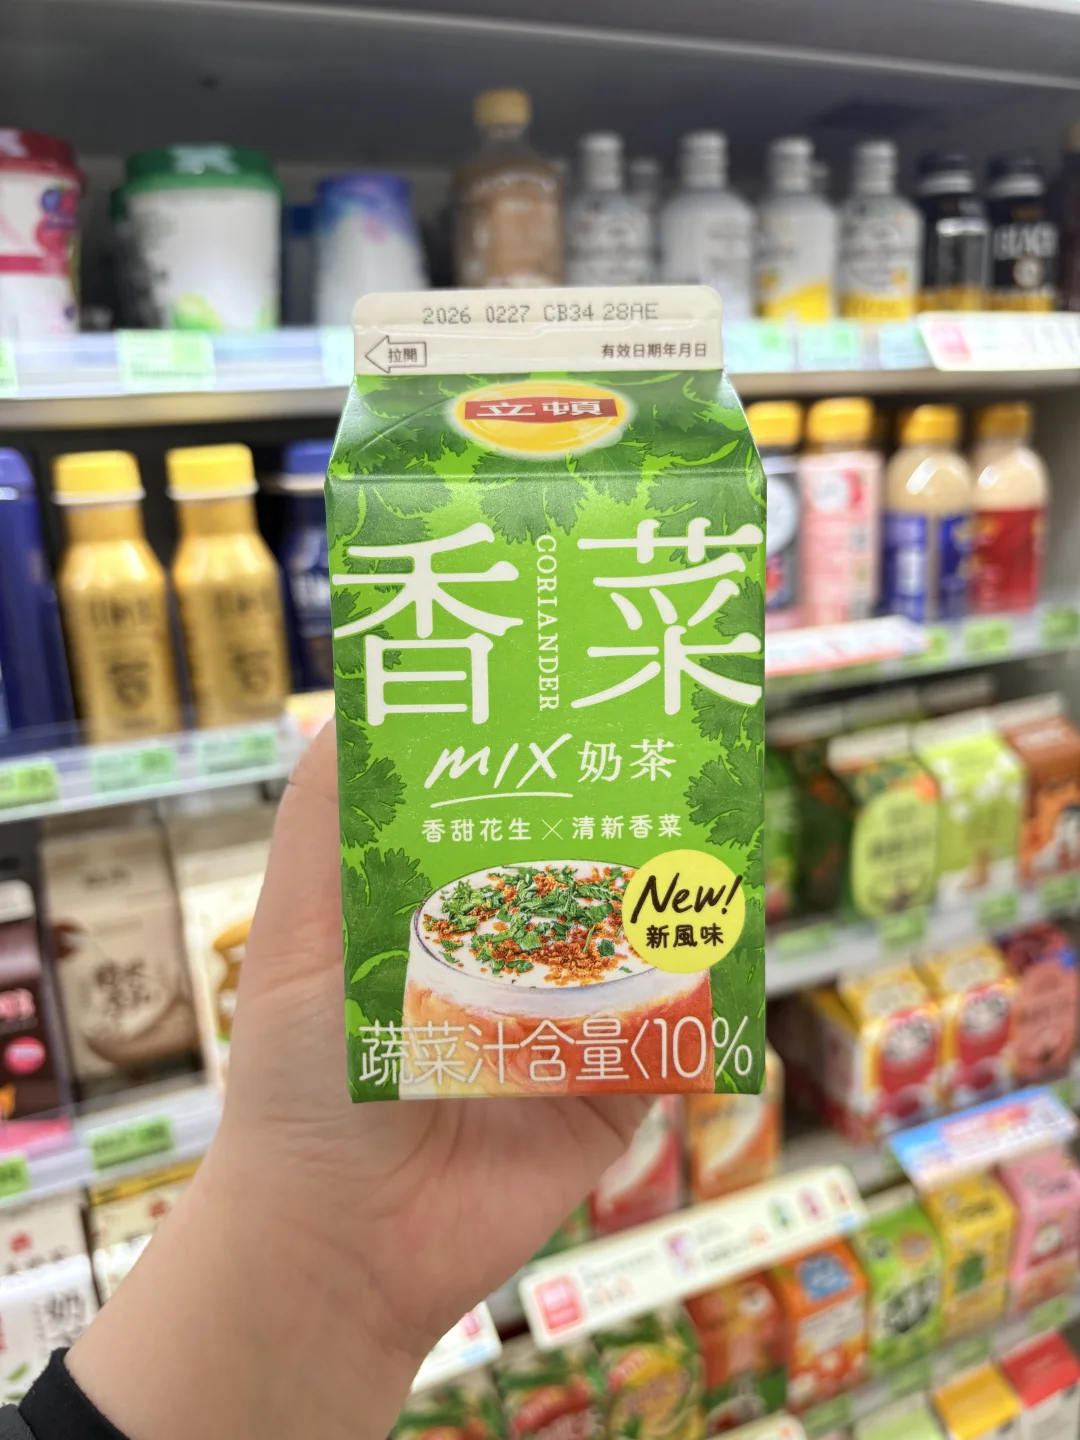 2026 0227 CB34 28AE
拉開
有效日期年月日
立頓
香菜
CORIANDER
MIX 奶茶
香甜花生×清新香菜
New!
新風味
蔬菜汁含量<10%